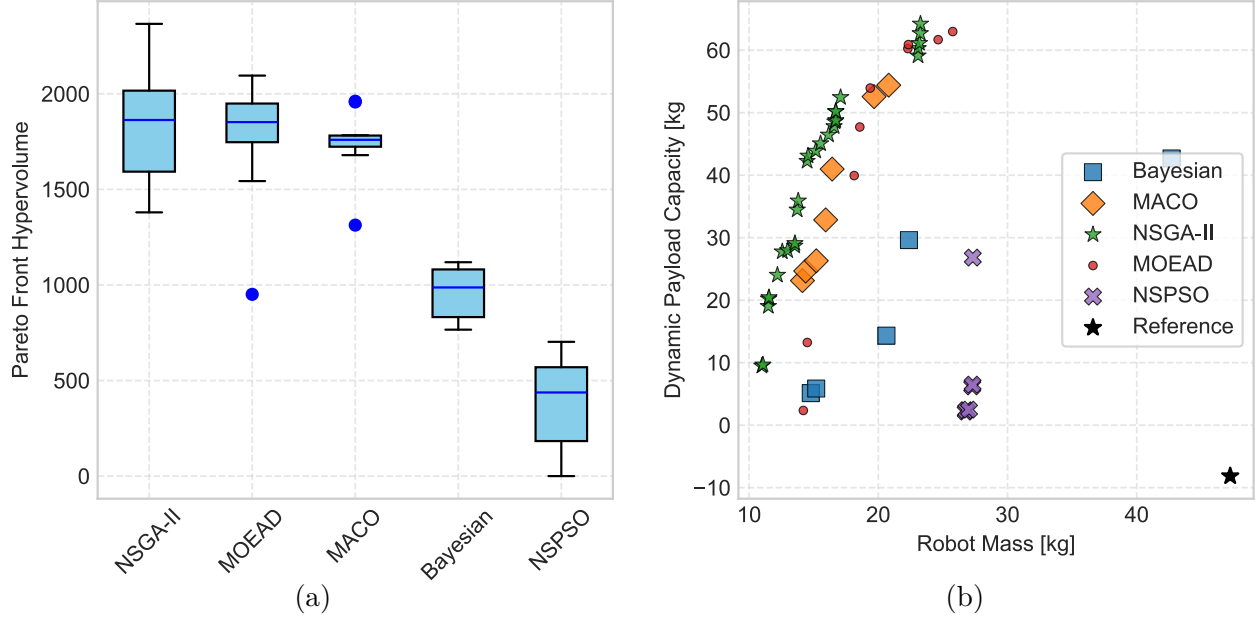 Pareto Front Hypervolume
2000
1500
1000
500
0
NSGA-II
MOEAD
MACO
Bayesian
NSPSO
(a)
Dynamic Payload Capacity [kg]
60
50
40
30
20
10
0
−10
10
20
30
40
Robot Mass [kg]
Bayesian
MACO
NSGA-II
MOEAD
NSPSO
Reference
(b)